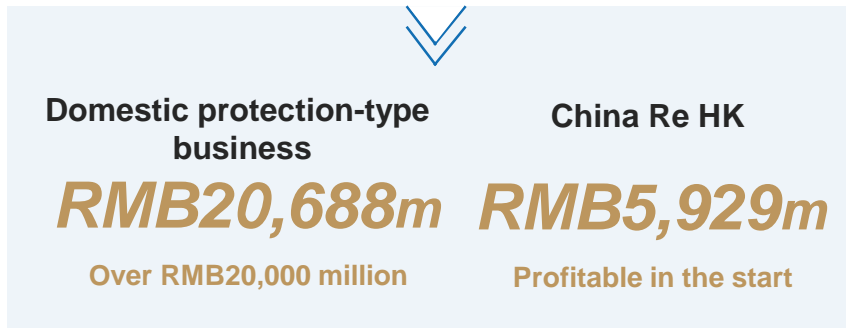 Domestic protection-type
business
RMB20,688m
Over RMB20,000 million
China Re HK
RMB5,929m
Profitable in the start